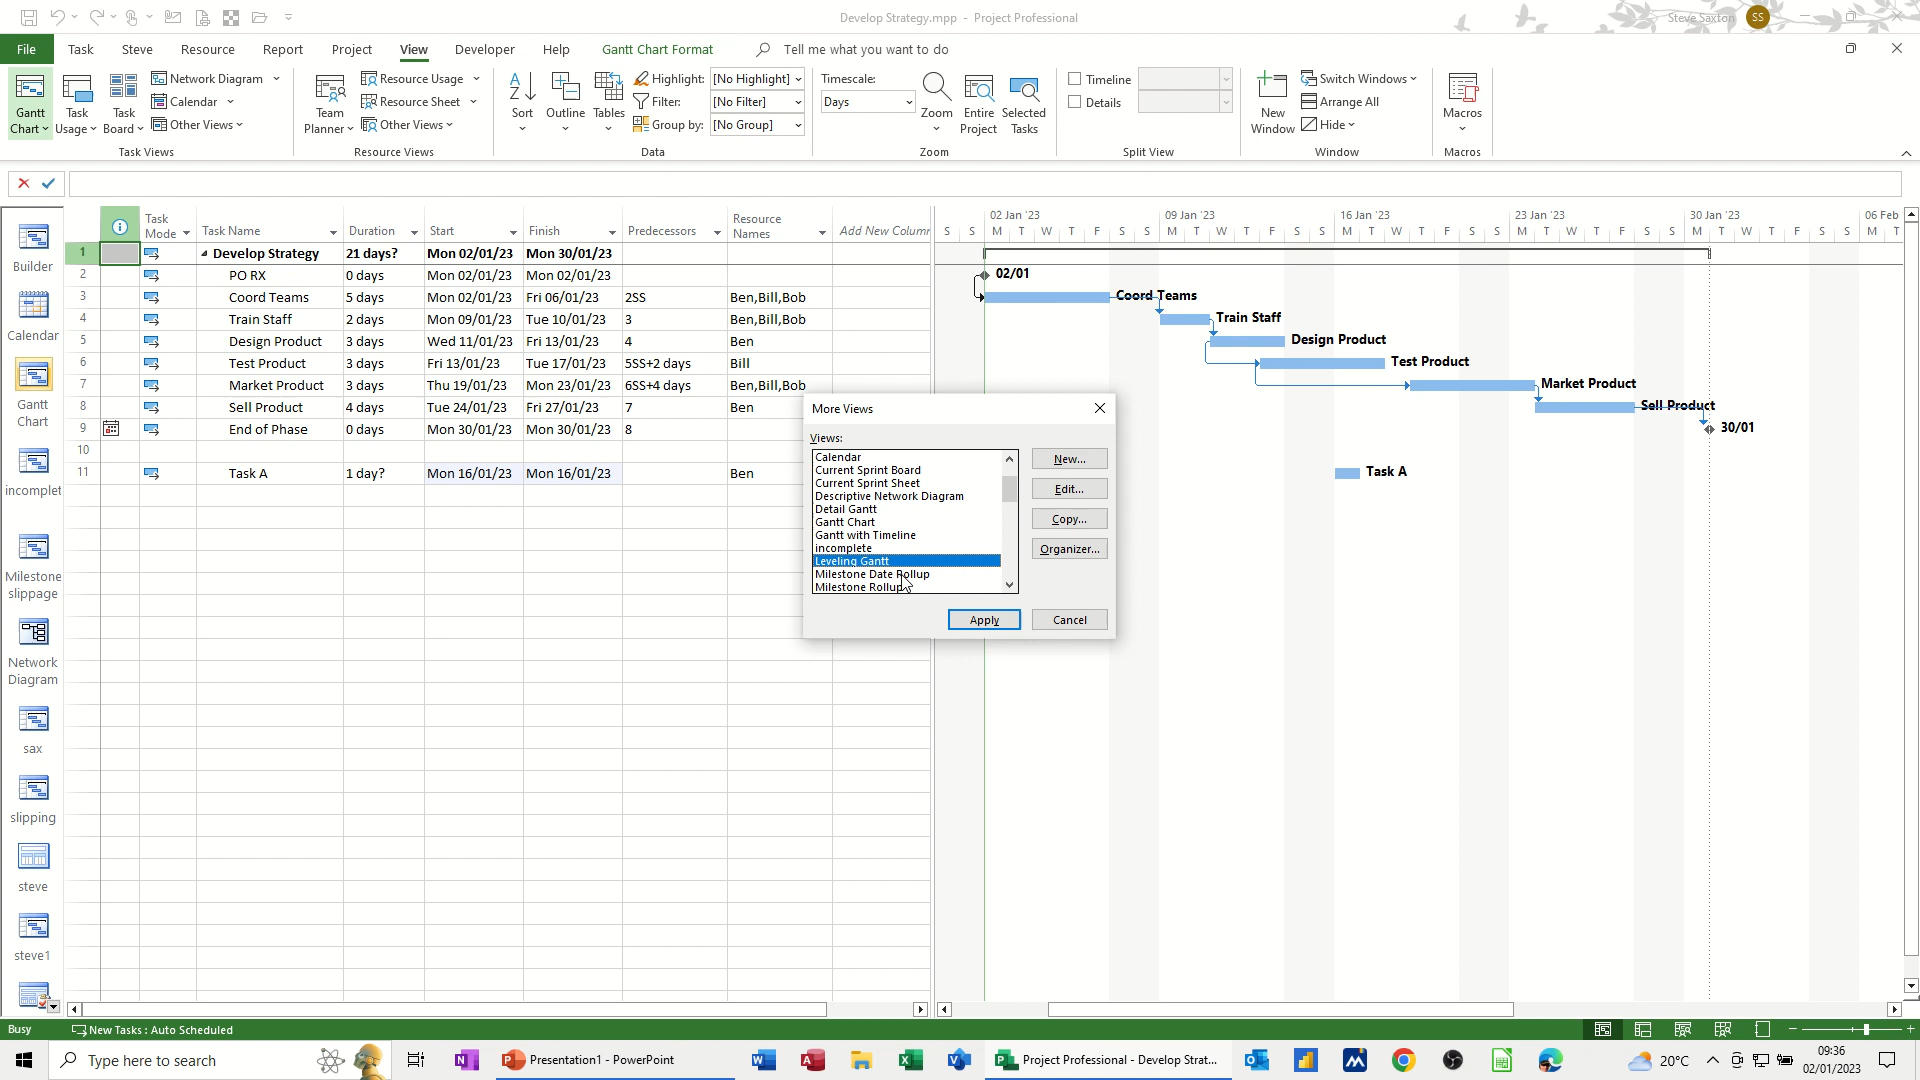 Develop Strategy.mpp - Project Professional
Steve Saxton SS
File Task Steve Resource Report Project View Developer Help Gantt Chart Format Tell me what you want to do
Gantt Chart
Task Usage
Task Board
Network Diagram
Calendar
Other Views
Task Views
Team Planner
Resource Usage
Resource Sheet
Other Views
Resource Views
Sort
Outline
Tables
Highlight: [No Highlight]
Filter: [No Filter]
Group by: [No Group]
Data
Timescale:
Days
Zoom
Entire Project
Selected Tasks
Zoom
Timeline
Details
Split View
New Window
Switch Windows
Arrange All
Hide
Window
Macros
Macros
Builder
Calendar
Gantt Chart
incomplet
Milestone slippage
Network Diagram
sax
slipping
steve
steve1
Task Mode Task Name Duration Start Finish Predecessors Resource Names Add New Column
1 Develop Strategy 21 days? Mon 02/01/23 Mon 30/01/23
2 PO RX 0 days Mon 02/01/23 Mon 02/01/23
3 Coord Teams 5 days Mon 02/01/23 Fri 06/01/23 2SS Ben,Bill,Bob
4 Train Staff 2 days Mon 09/01/23 Tue 10/01/23 3 Ben,Bill,Bob
5 Design Product 3 days Wed 11/01/23 Fri 13/01/23 4 Ben
6 Test Product 3 days Fri 13/01/23 Tue 17/01/23 5SS+2 days Bill
7 Market Product 3 days Thu 19/01/23 Mon 23/01/23 6SS+4 days Ben,Bill,Bob
8 Sell Product 4 days Tue 24/01/23 Fri 27/01/23 7 Ben
9 End of Phase 0 days Mon 30/01/23 Mon 30/01/23 8
10
11 Task A 1 day? Mon 16/01/23 Mon 16/01/23 Ben
02 Jan '23 09 Jan '23 16 Jan '23 23 Jan '23 30 Jan '23 06 Feb
S S M T W T F S S M T W T F S S M T W T F S S M T W T F S S M T W T F S S M T
02/01
Coord Teams
Train Staff
Design Product
Test Product
Market Product
Sell Product
30/01
Task A
More Views
Views:
Calendar
Current Sprint Board
Current Sprint Sheet
Descriptive Network Diagram
Detail Gantt
Gantt Chart
Gantt with Timeline
incomplete
Leveling Gantt
Milestone Date Rollup
Milestone Rollup
New...
Edit...
Copy...
Organizer...
Apply
Cancel
Busy New Tasks : Auto Scheduled
Type here to search
Presentation1 - PowerPoint
Project Professional - Develop Strat...
20°C
09:36
02/01/2023